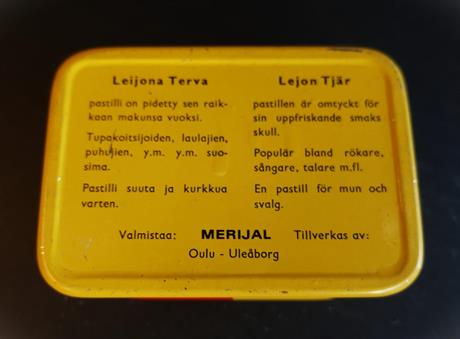 Leijona Terva
pastilli on pidetty sen raik-
kaan makunsa vuoksi.
Tupakoitsijoiden, laulajien,
puhujien, y.m. y.m. suo-
sima.
Pastilli suuta ja kurkkua
varten.
Lejon Tjär
pastillen är omtyckt för
sin uppfriskande smaks
skull.
Populär bland rökare,
sångare, talare m.fl.
En pastill för mun och
svalg.
Valmistaa: MERIJAL Tillverkas av:
Oulu - Uleåborg